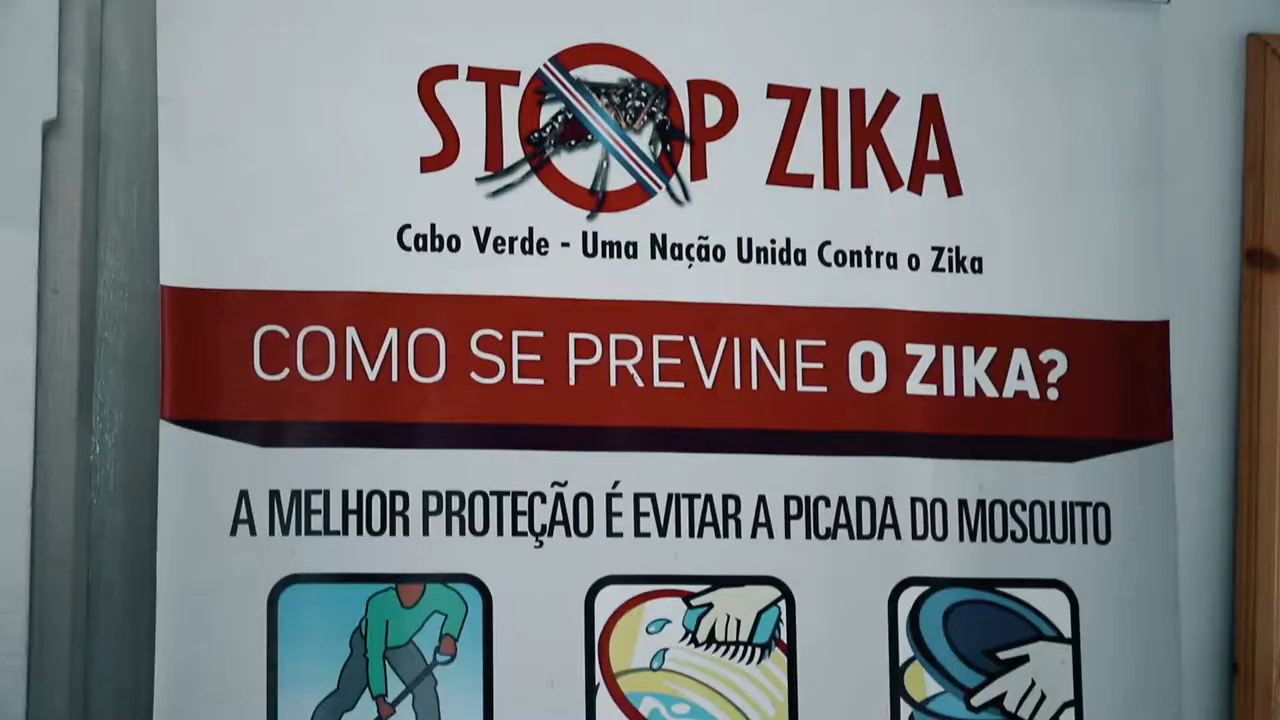 STOP ZIKA
Cabo Verde - Uma Nação Unida Contra o Zika
COMO SE PREVINE O ZIKA?
A MELHOR PROTEÇÃO É EVITAR A PICADA DO MOSQUITO